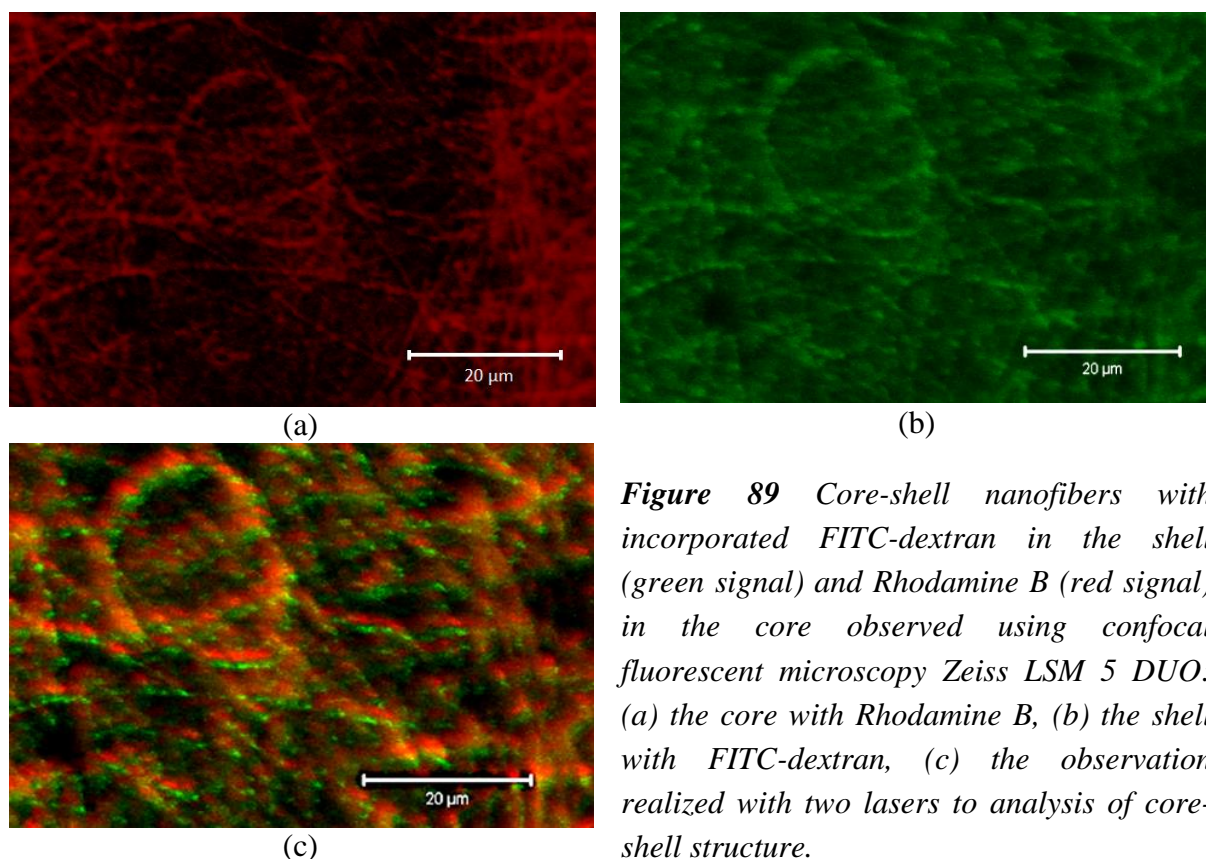 20 µm
20 µm
(a)
(b)
20 µm
(c)
Figure 89 Core-shell nanofibers with
incorporated FITC-dextran in the shell
(green signal) and Rhodamine B (red signal)
in the core observed using confocal
fluorescent microscopy Zeiss LSM 5 DUO:
(a) the core with Rhodamine B, (b) the shell
with FITC-dextran, (c) the observation
realized with two lasers to analysis of core-
shell structure.